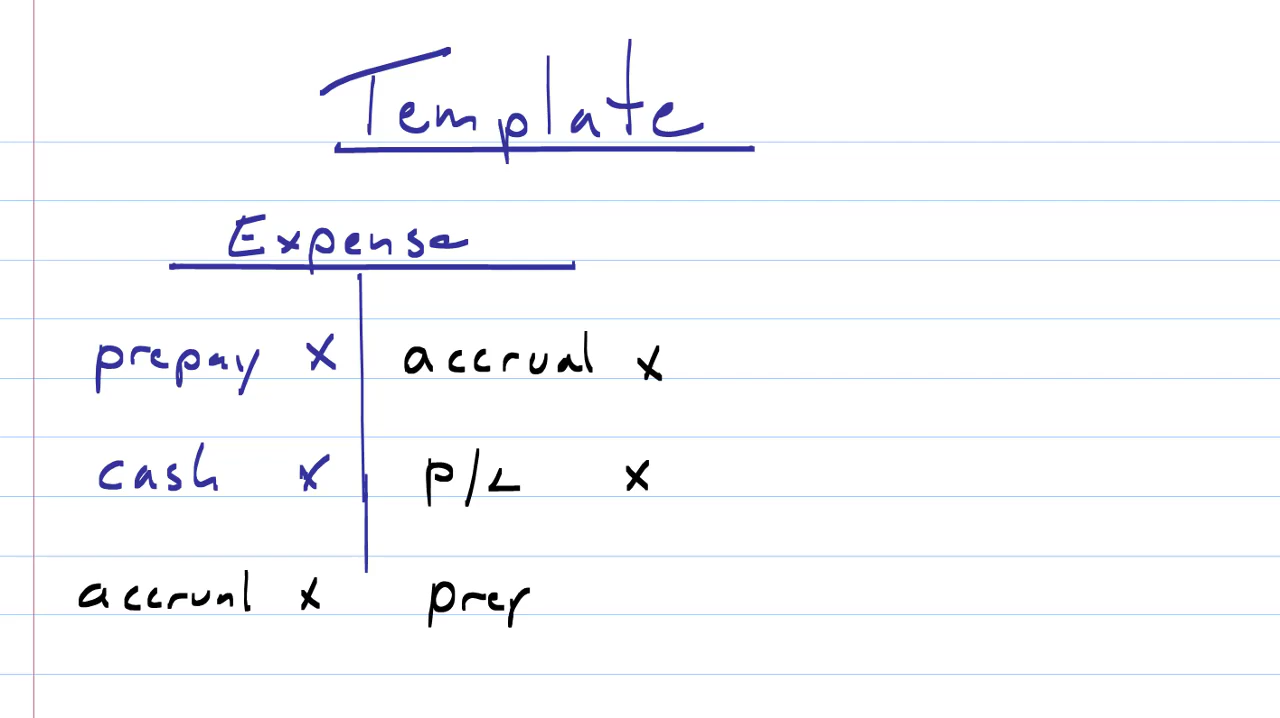 Template
Expense
prepay x accrual x
cash x P/L x
accrual x prep